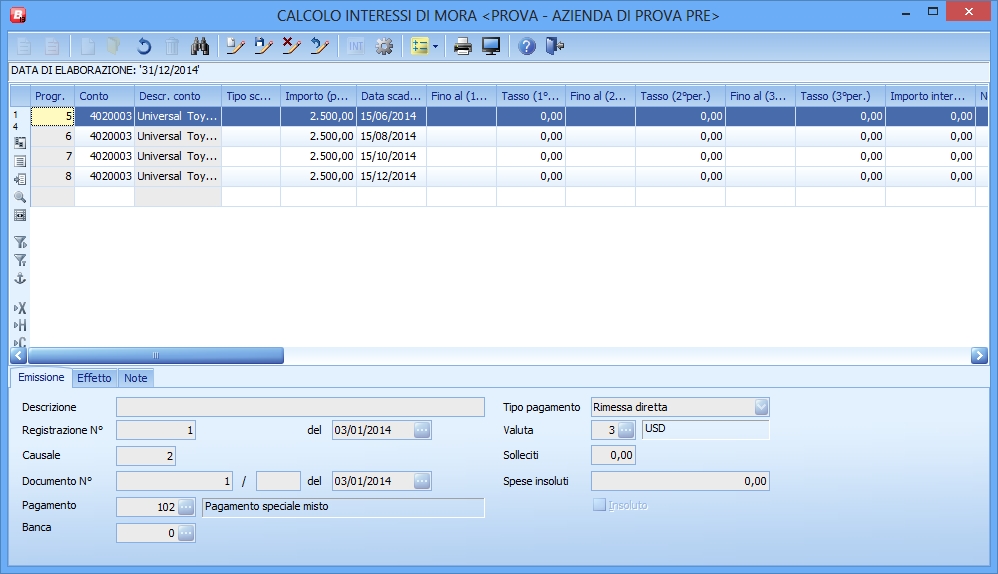 CALCOLO INTERESSI DI MORA <PROVA - AZIENDA DI PROVA PRE>
INT
DATA DI ELABORAZIONE: '31/12/2014'
Progr. Conto Descr. conto Tipo sc... Importo (p... Data scad... Fino al (1... Tasso (1°... Fino al (2... Tasso (2°per.) Fino al (3... Tasso (3°per.) Importo inter... N
1
4
5 4020003 Universal Toy... 2.500,00 15/06/2014 0,00 0,00 0,00 0,00
6 4020003 Universal Toy... 2.500,00 15/08/2014 0,00 0,00 0,00 0,00
7 4020003 Universal Toy... 2.500,00 15/10/2014 0,00 0,00 0,00 0,00
8 4020003 Universal Toy... 2.500,00 15/12/2014 0,00 0,00 0,00 0,00
X
H
C
Emissione Effetto Note
Descrizione Tipo pagamento Rimessa diretta
Registrazione N° 1 del 03/01/2014 Valuta 3 USD
Causale 2 Solleciti 0,00
Documento N° 1 / del 03/01/2014 Spese insoluti 0,00
Pagamento 102 Pagamento speciale misto Insoluto
Banca 0